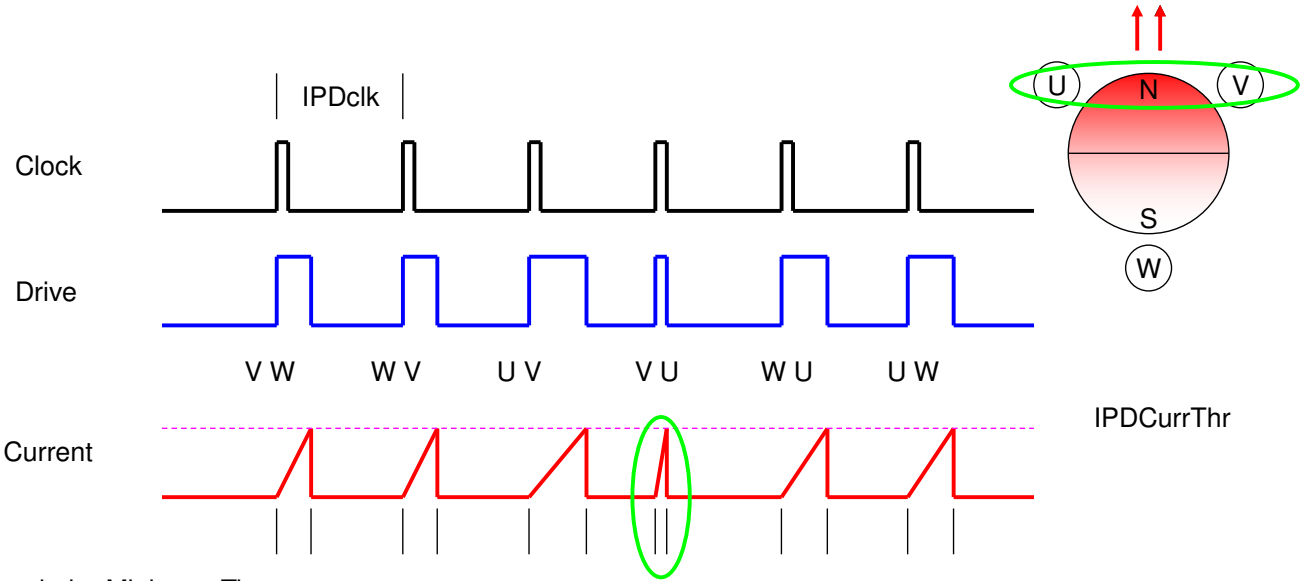 IPDclk
U
N
V
Clock
S
W
Drive
V W
W V
U V
V U
W U
U W
IPDCurrThr
Current